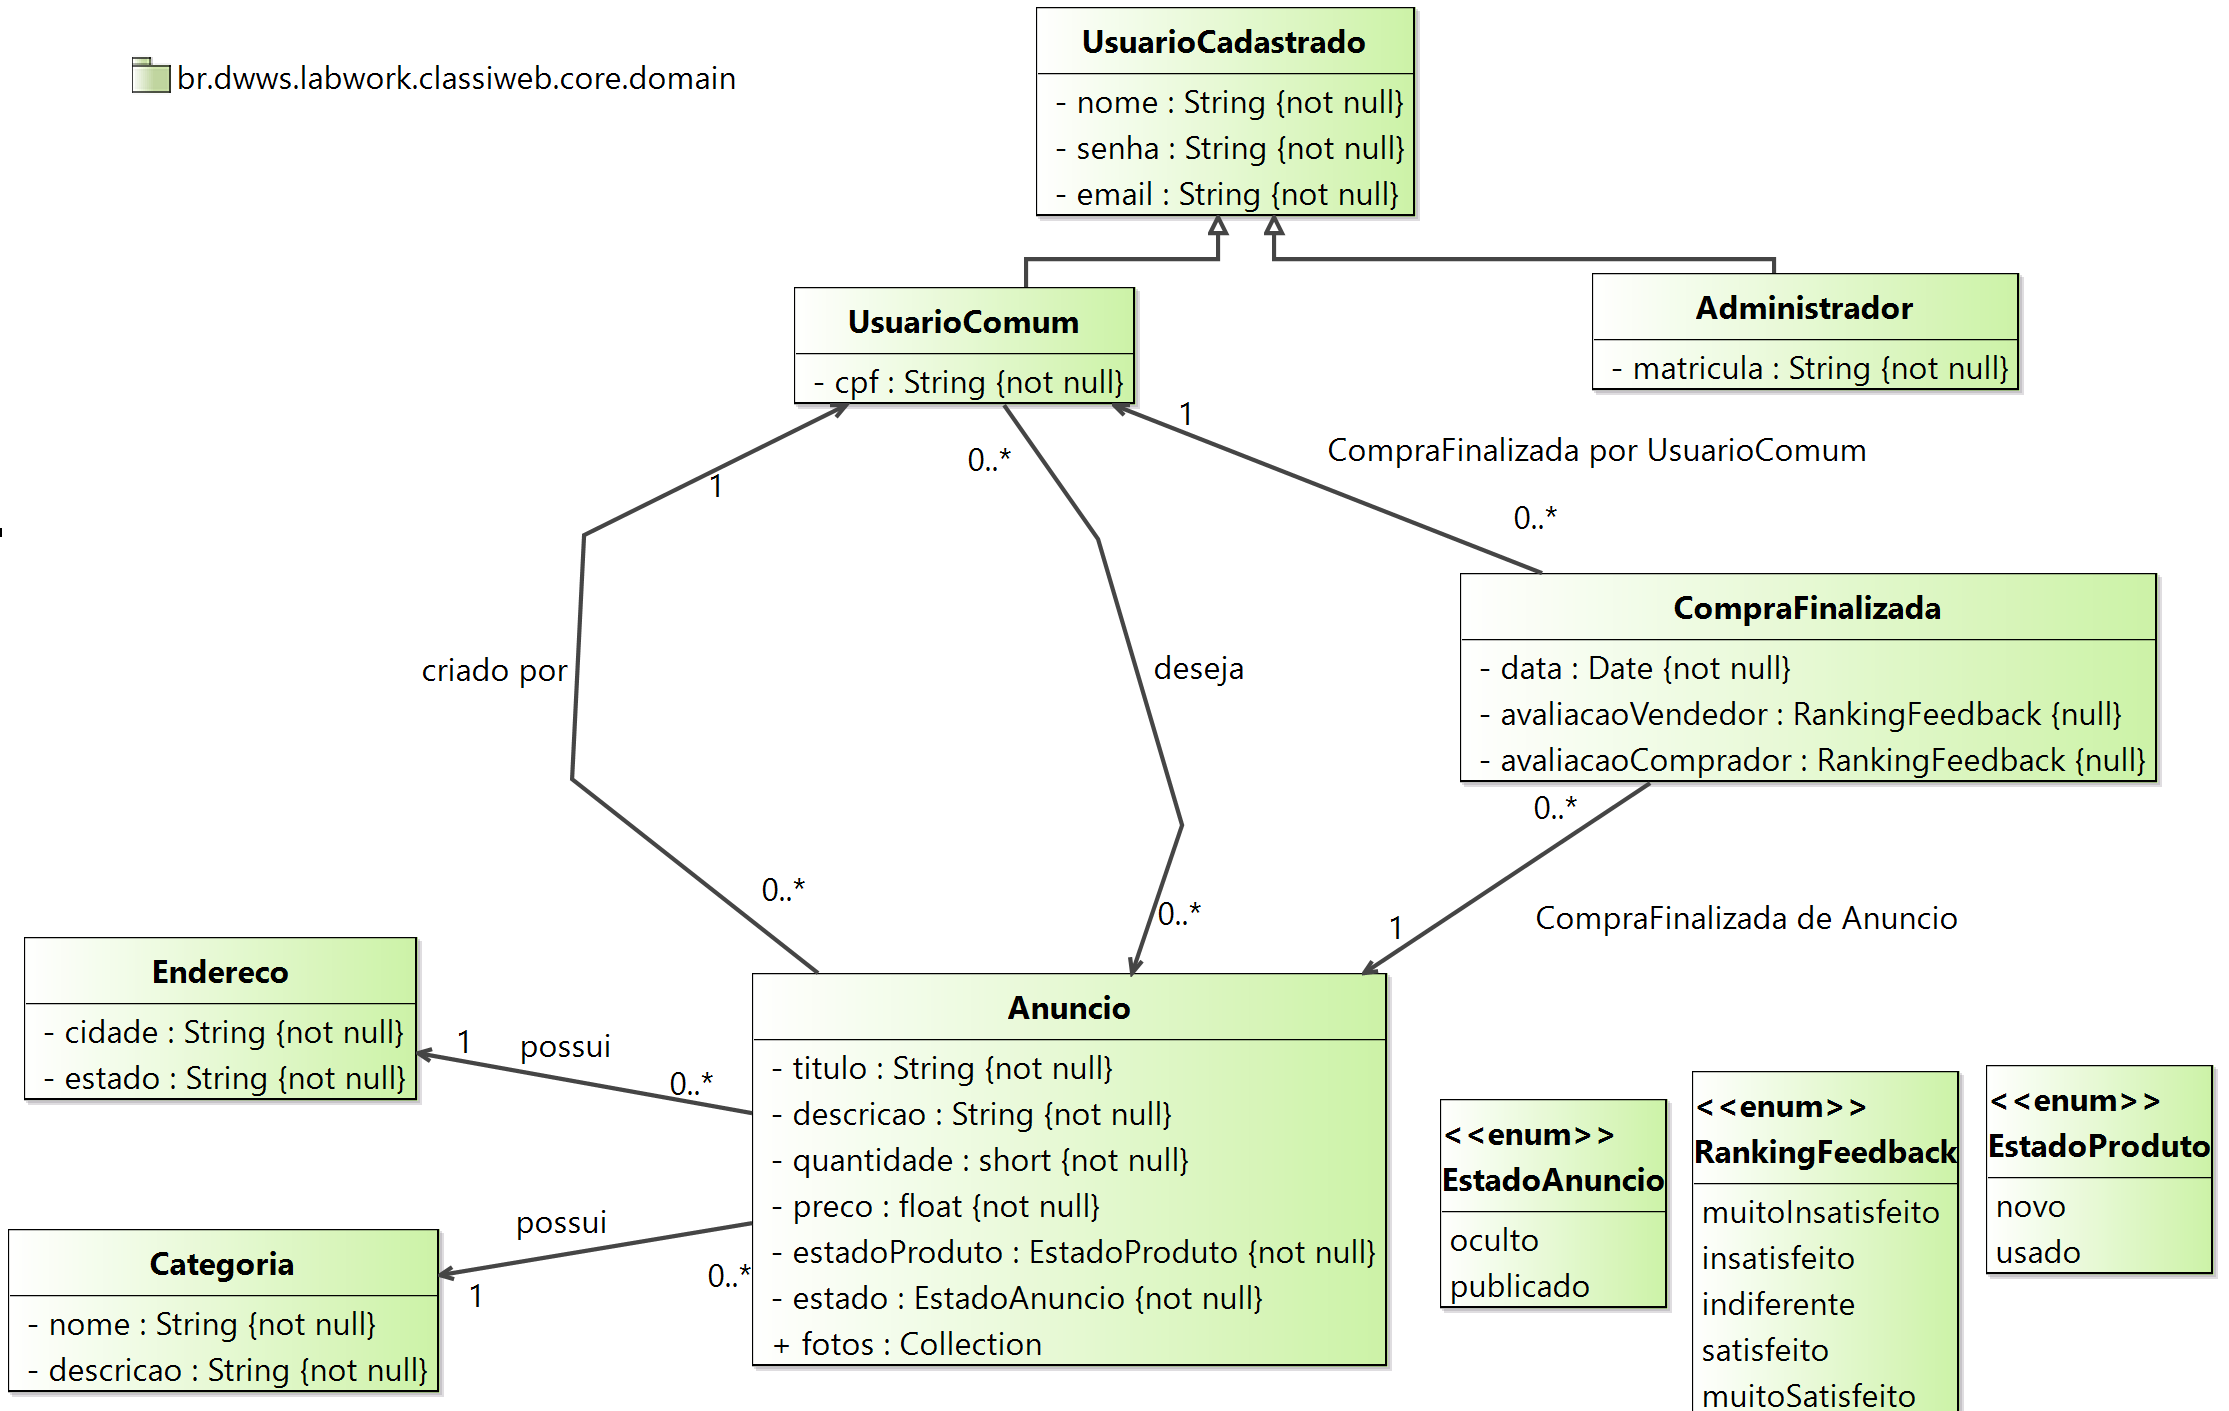 br.dwws.labwork.classiweb.core.domain
UsuarioCadastrado
- nome : String {not null}
- senha : String {not null}
- email : String {not null}
UsuarioComum
- cpf : String {not null}
Administrador
- matricula : String {not null}
1
0..*
1
CompraFinalizada por UsuarioComum
0..*
criado por
deseja
CompraFinalizada
- data : Date {not null}
- avaliacaoVendedor : RankingFeedback {null}
- avaliacaoComprador : RankingFeedback {null}
0..*
0..*
0..*
1
CompraFinalizada de Anuncio
Endereco
- cidade : String {not null}
- estado : String {not null}
1
possui
0..*
Categoria
- nome : String {not null}
- descricao : String {not null}
possui
1
0..*
Anuncio
- titulo : String {not null}
- descricao : String {not null}
- quantidade : short {not null}
- preco : float {not null}
- estadoProduto : EstadoProduto {not null}
- estado : EstadoAnuncio {not null}
+ fotos : Collection
<<enum>>
EstadoAnuncio
oculto
publicado
<<enum>>
RankingFeedback
muitoInsatisfeito
insatisfeito
indiferente
satisfeito
muitoSatisfeito
<<enum>>
EstadoProduto
novo
usado